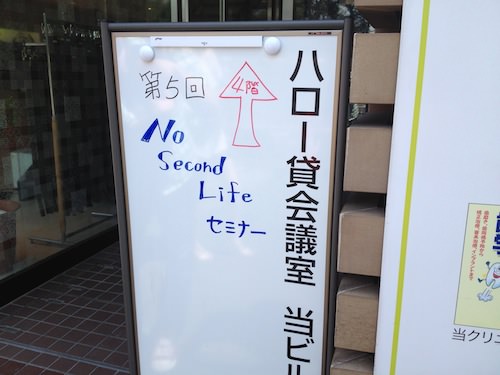 第5回
4階
No
Second
Life
セミナー
ハロー貸会議室 当ビル
当クリニ